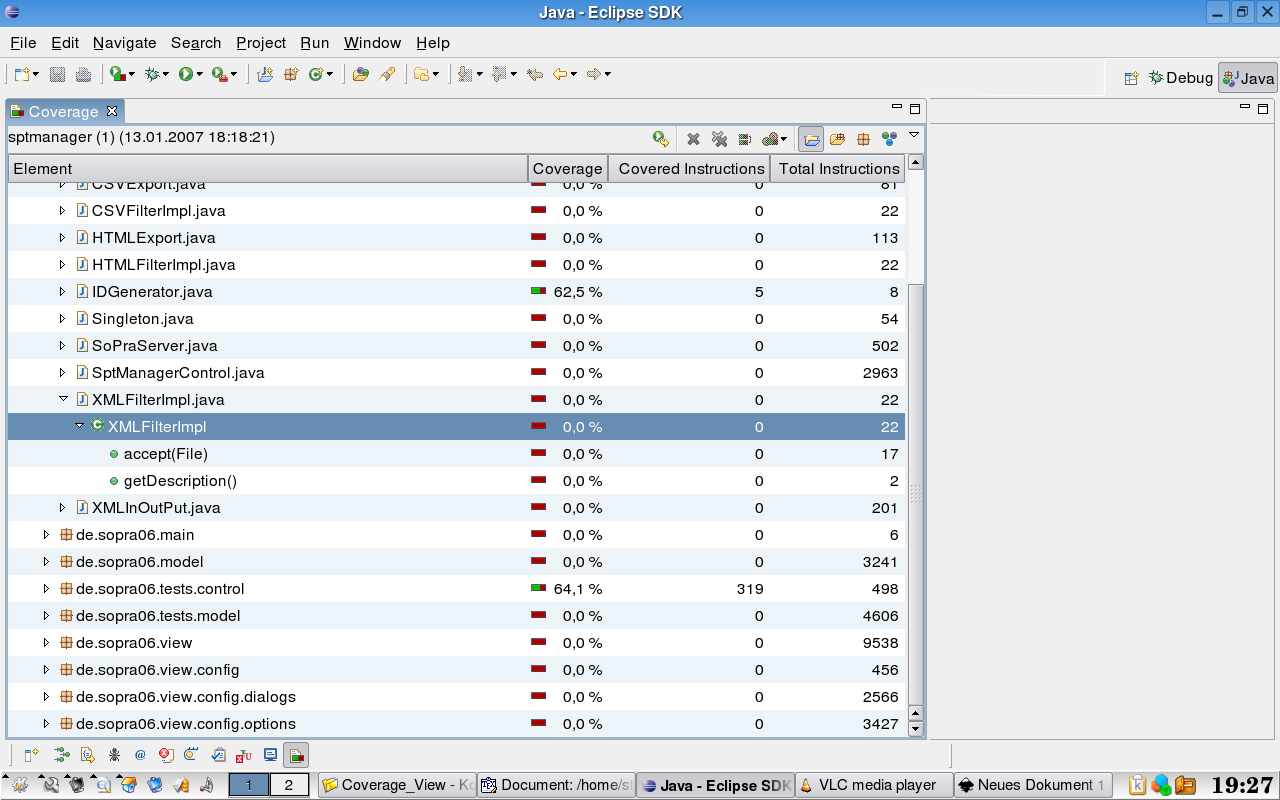 Java - Eclipse SDK
File Edit Navigate Search Project Run Window Help
Debug Java
Coverage
sptmanager (1) (13.01.2007 18:18:21)
Element Coverage Covered Instructions Total Instructions
CSVExport.java 0,0 % 0 81
CSVFilterImpl.java 0,0 % 0 22
HTMLExport.java 0,0 % 0 113
HTMLFilterImpl.java 0,0 % 0 22
IDGenerator.java 62,5 % 5 8
Singleton.java 0,0 % 0 54
SoPraServer.java 0,0 % 0 502
SptManagerControl.java 0,0 % 0 2963
XMLFilterImpl.java 0,0 % 0 22
XMLFilterImpl 0,0 % 0 22
accept(File) 0,0 % 0 17
getDescription() 0,0 % 0 2
XMLInOutPut.java 0,0 % 0 201
de.sopra06.main 0,0 % 0 6
de.sopra06.model 0,0 % 0 3241
de.sopra06.tests.control 64,1 % 319 498
de.sopra06.tests.model 0,0 % 0 4606
de.sopra06.view 0,0 % 0 9538
de.sopra06.view.config 0,0 % 0 456
de.sopra06.view.config.dialogs 0,0 % 0 2566
de.sopra06.view.config.options 0,0 % 0 3427
1 2 Coverage_View - Ko Document: /home/s Java - Eclipse SDK VLC media player Neues Dokument 1 19:27